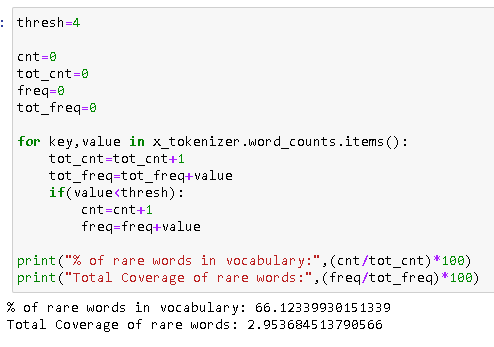 :
thresh=4
cnt=0
tot_cnt=0
freq=0
tot_freq=0
for key,value in x_tokenizer.word_counts.items():
    tot_cnt=tot_cnt+1
    tot_freq=tot_freq+value
    if(value<thresh):
        cnt=cnt+1
        freq=freq+value
print("% of rare words in vocabulary:",(cnt/tot_cnt)*100)
print("Total Coverage of rare words:",(freq/tot_freq)*100)
% of rare words in vocabulary: 66.12339930151339
Total Coverage of rare words: 2.953684513790566